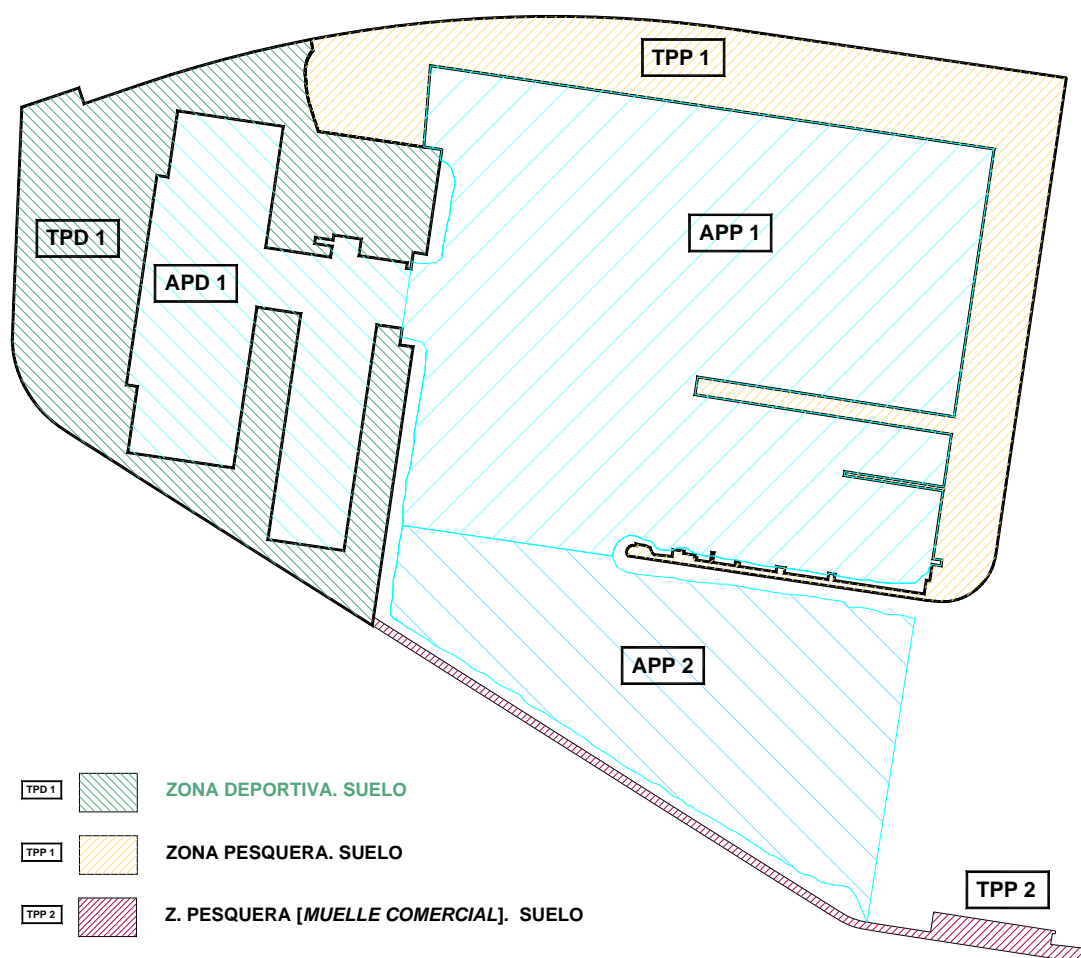 TPP 1
APP 1
TPD 1
APD 1
APP 2
TPD 1 ZONA DEPORTIVA. SUELO
TPP 1 ZONA PESQUERA. SUELO
TPP 2
TPP 2 Z. PESQUERA [MUELLE COMERCIAL]. SUELO